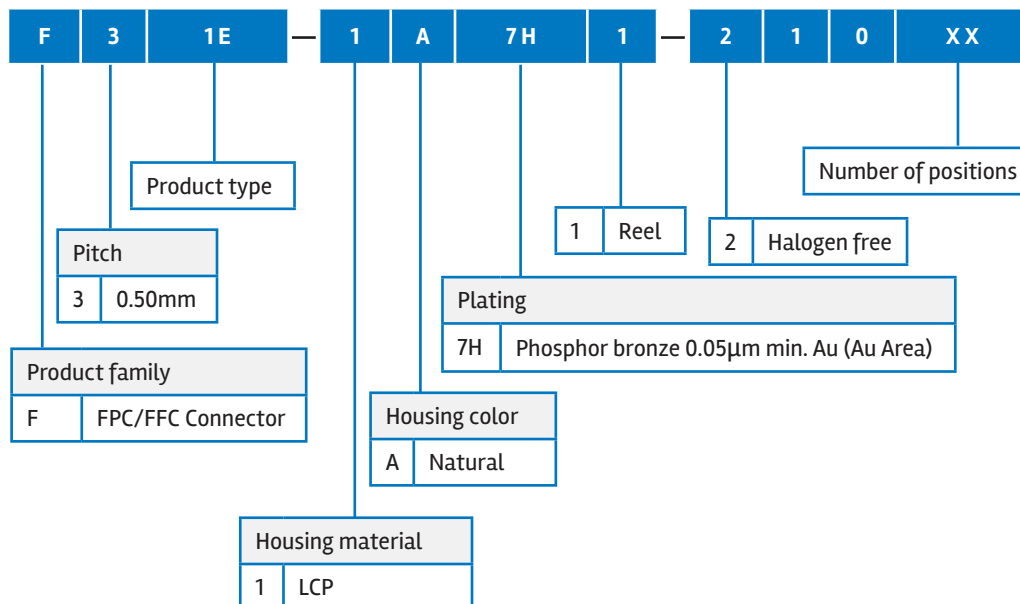 F 3 1E — 1 A 7H 1 — 2 1 0 XX
Product type
Number of positions
1 Reel
2 Halogen free
Pitch
3 0.50mm
Plating
7H Phosphor bronze 0.05µm min. Au (Au Area)
Product family
F FPC/FFC Connector
Housing color
A Natural
Housing material
1 LCP